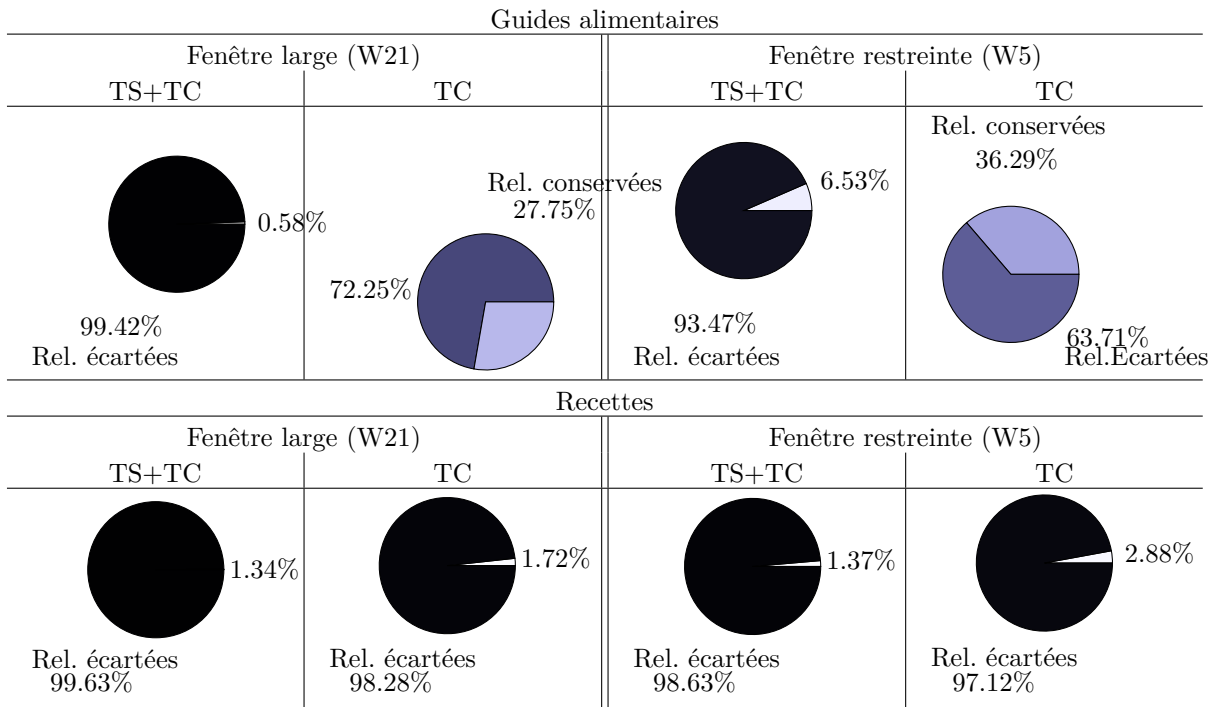 Guides alimentaires
Fenêtre large (W21) Fenêtre restreinte (W5)
TS+TC TC TS+TC TC
0.58%
99.42%
Rel. écartées
Rel. conservées
27.75%
72.25%
6.53%
93.47%
Rel. écartées
Rel. conservées
36.29%
63.71%
Rel.Ecartées
Recettes
Fenêtre large (W21) Fenêtre restreinte (W5)
TS+TC TC TS+TC TC
1.34%
Rel. écartées
99.63%
1.72%
Rel. écartées
98.28%
1.37%
Rel. écartées
98.63%
2.88%
Rel. écartées
97.12%